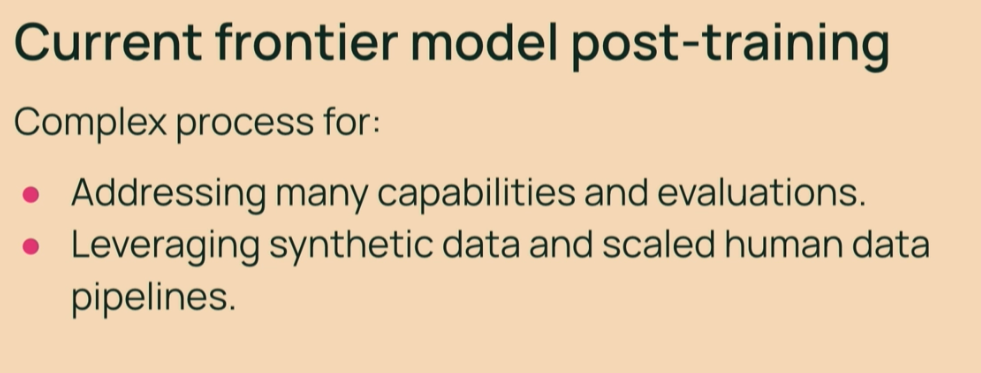 Current frontier model post-training
Complex process for:
● Addressing many capabilities and evaluations.
● Leveraging synthetic data and scaled human data
pipelines.